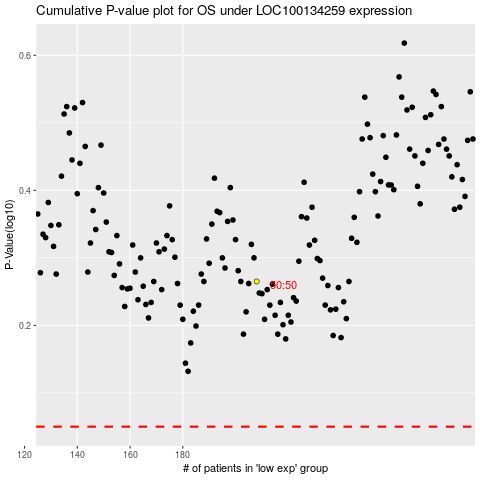 Cumulative P-value plot for OS under LOC100134259 expression
P-Value(log10)
0.6
0.4
0.2
50:50
120 140 160 180
# of patients in 'low exp' group